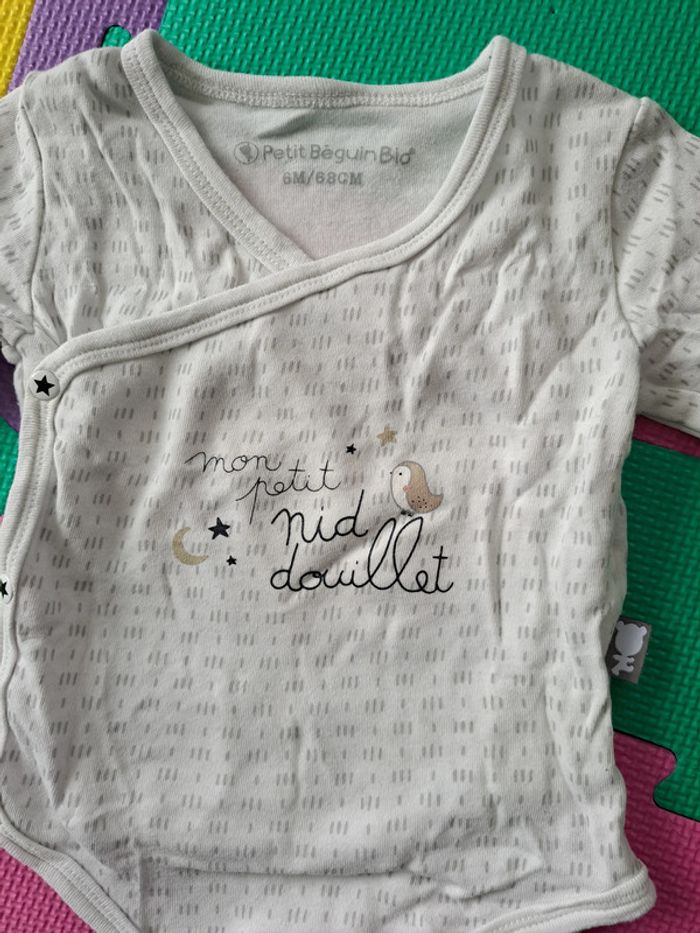 Petit Béguin Bio®
6M/68CM
mon
petit
nid
douillet